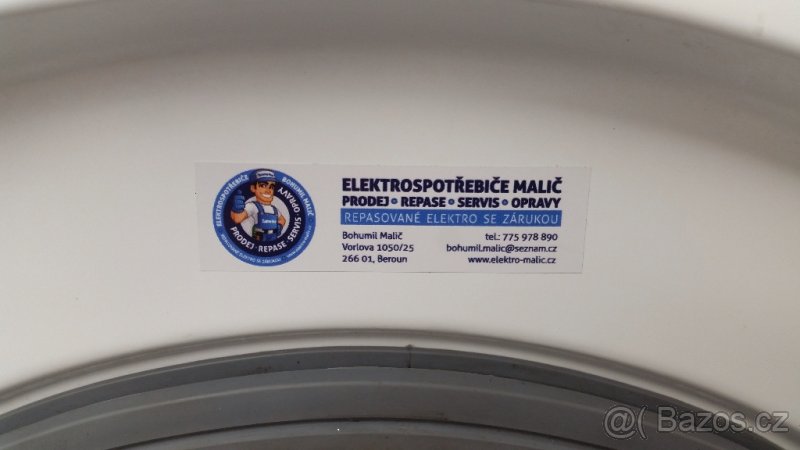 ELEKTROSPOTŘEBIČE BOHUMIL MALIČ
PRODEJ · REPASE · SERVIS · OPRAVY
ELEKTROSPOTŘEBIČE MALIČ
PRODEJ • REPASE • SERVIS • OPRAVY
REPASOVANÉ ELEKTRO SE ZÁRUKOU
Bohumil Malič
Vorlova 1050/25
266 01, Beroun
tel.: 775 978 890
bohumil.malic@seznam.cz
www.elektro-malic.cz
@ Bazos.cz